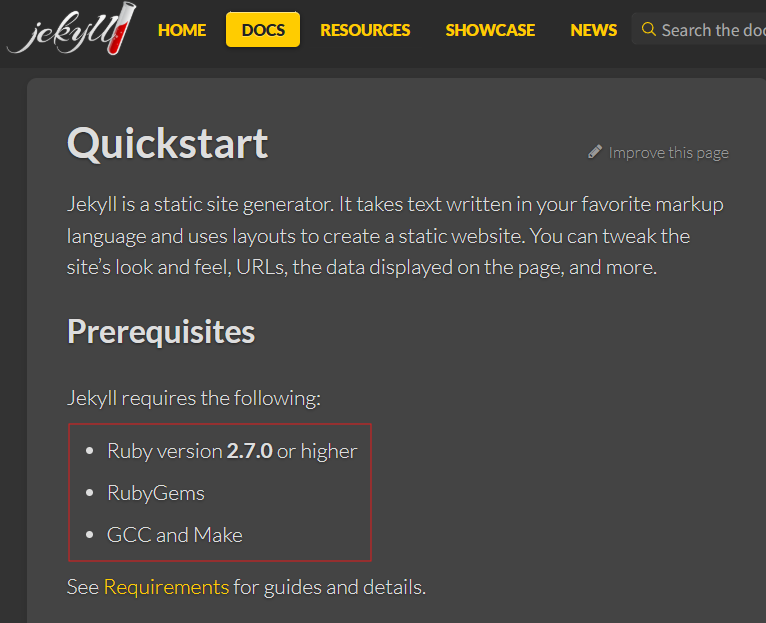 jekyll HOME DOCS RESOURCES SHOWCASE NEWS Search the doc
Quickstart
Improve this page
Jekyll is a static site generator. It takes text written in your favorite markup
language and uses layouts to create a static website. You can tweak the
site’s look and feel, URLs, the data displayed on the page, and more.
Prerequisites
Jekyll requires the following:
• Ruby version 2.7.0 or higher
• RubyGems
• GCC and Make
See Requirements for guides and details.